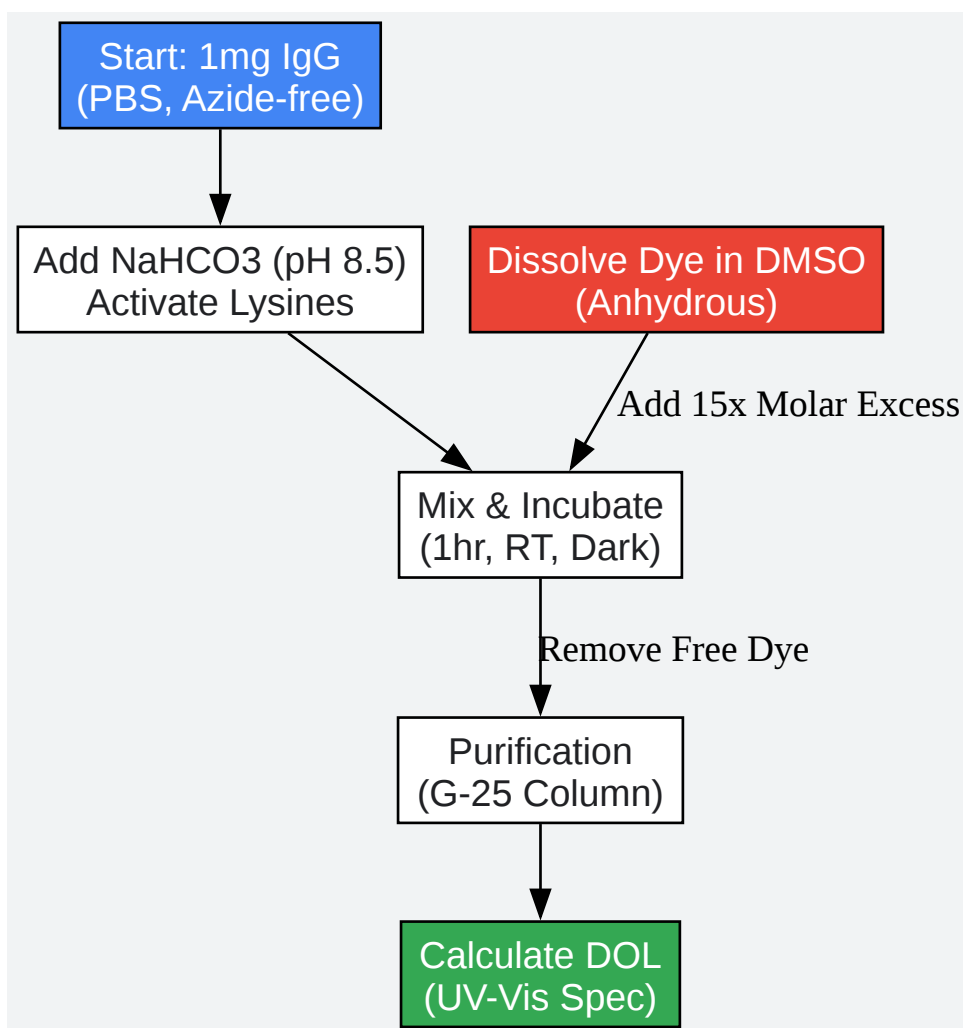 Start: 1mg IgG
(PBS, Azide-free)
Add NaHCO3 (pH 8.5)
Activate Lysines
Dissolve Dye in DMSO
(Anhydrous)
Add 15x Molar Excess
Mix & Incubate
(1hr, RT, Dark)
Remove Free Dye
Purification
(G-25 Column)
Calculate DOL
(UV-Vis Spec)